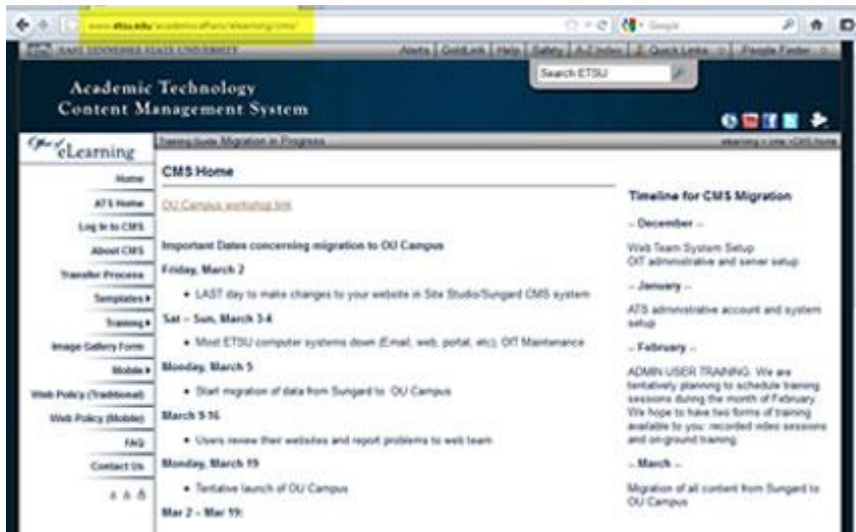 www.etsu.edu/academicaffairs/elearning/cms/
Google
EAST TENNESSEE STATE UNIVERSITY
Alerts | GoldLink | Help | Safety | A-Z Index | Quick Links | People Finder
Search ETSU
Academic Technology
Content Management System
Office of
eLearning
Training Guide Migration in Progress
elearning > cms > CMS Home
Home
ATS Home
Log In to CMS
About CMS
Transfer Process
Templates
Training
Image Gallery Form
Mobile
Web Policy (Traditional)
Web Policy (Mobile)
FAQ
Contact Us
A A A
CMS Home
OU Campus workshop link
Important Dates concerning migration to OU Campus
Friday, March 2
• LAST day to make changes to your website in Site Studio/Sungard CMS system
Sat – Sun, March 3-4
• Most ETSU computer systems down (Email, web, portal, etc); OIT Maintenance
Monday, March 5
• Start migration of data from Sungard to OU Campus
March 9-16
• Users review their websites and report problems to web team
Monday, March 19
• Tentative launch of OU Campus
Mar 2 – Mar 19:
Timeline for CMS Migration
-- December --
Web Team System Setup
OIT administrative and server setup
-- January --
ATS administrative account and system
setup
-- February --
ADMIN USER TRAINING: We are
tentatively planning to schedule training
sessions during the month of February.
We hope to have two forms of training
available to you: recorded video sessions
and on-ground training.
-- March --
Migration of all content from Sungard to
OU Campus